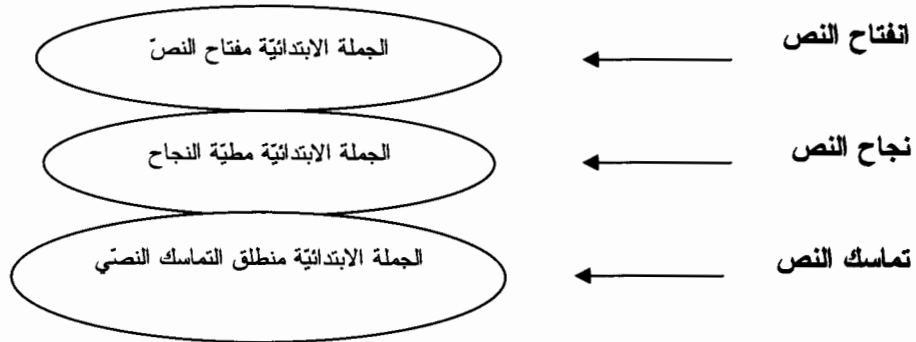 انفتاح النص
الجملة الابتدائيّة مفتاح النصّ
نجاح النص
الجملة الابتدائيّة مطيّة النجاح
تماسك النص
الجملة الابتدائيّة منطلق التماسك النصّي